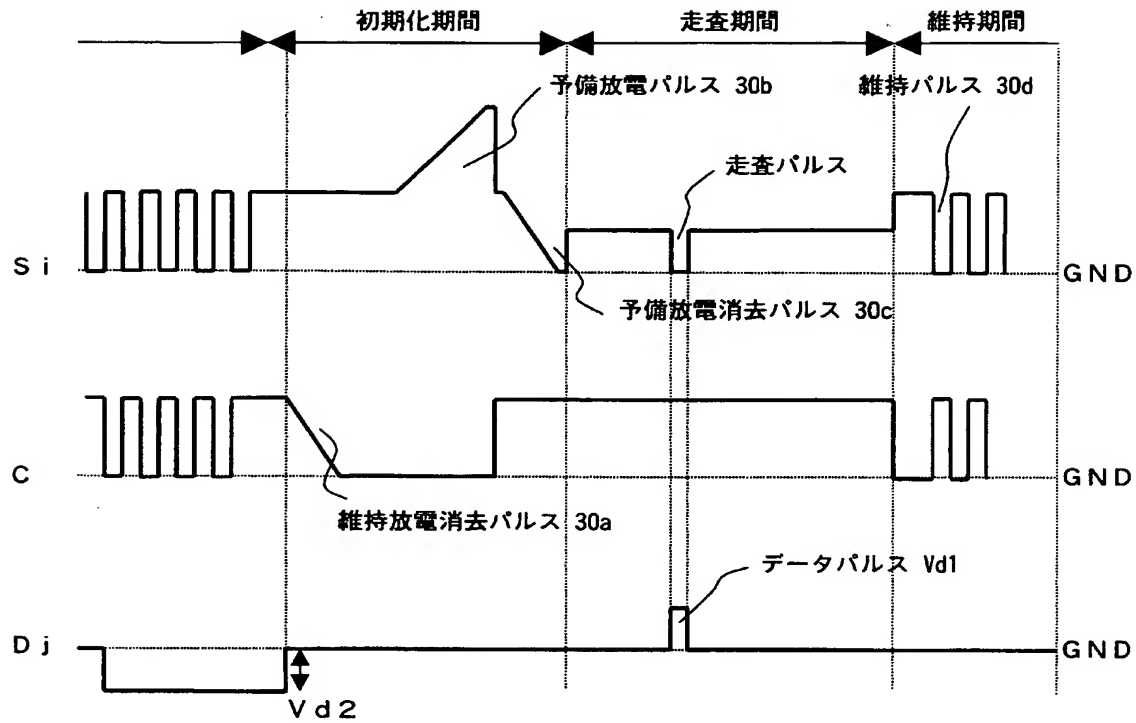 初期化期間
走査期間
維持期間
予備放電パルス 30b
維持パルス 30d
走査パルス
Si
GND
予備放電消去パルス 30c
C
GND
維持放電消去パルス 30a
データパルス Vd1
Dj
GND
Vd2